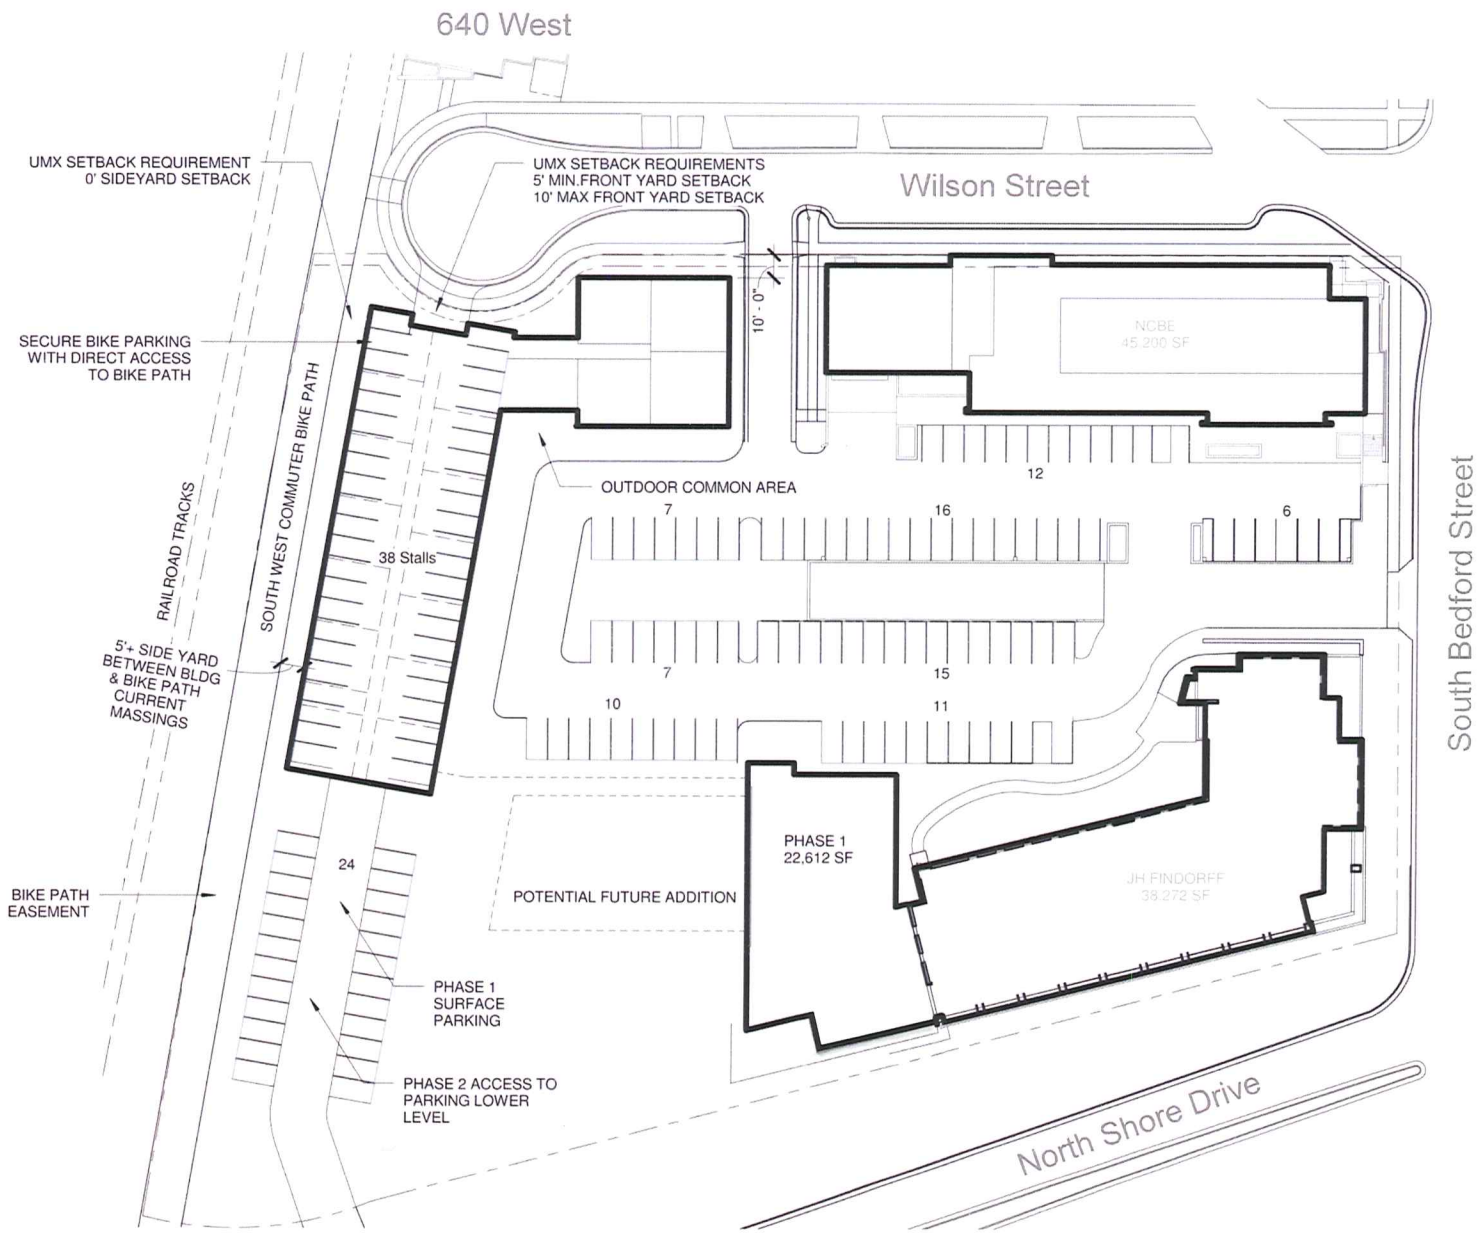 640 West
UMX SETBACK REQUIREMENT
0' SIDEYARD SETBACK
UMX SETBACK REQUIREMENTS
5' MIN.FRONT YARD SETBACK
10' MAX FRONT YARD SETBACK
Wilson Street
10' - 0"
NCBE
45,200 SF
SECURE BIKE PARKING
WITH DIRECT ACCESS
TO BIKE PATH
SOUTH WEST COMMUTER BIKE PATH
RAILROAD TRACKS
12
OUTDOOR COMMON AREA
7
16
6
38 Stalls
South Bedford Street
5'+ SIDE YARD
BETWEEN BLDG
& BIKE PATH
CURRENT
MASSINGS
7
15
10
11
PHASE 1
22,612 SF
24
JH FINDORFF
38,272 SF
BIKE PATH
EASEMENT
POTENTIAL FUTURE ADDITION
PHASE 1
SURFACE
PARKING
PHASE 2 ACCESS TO
PARKING LOWER
LEVEL
North Shore Drive